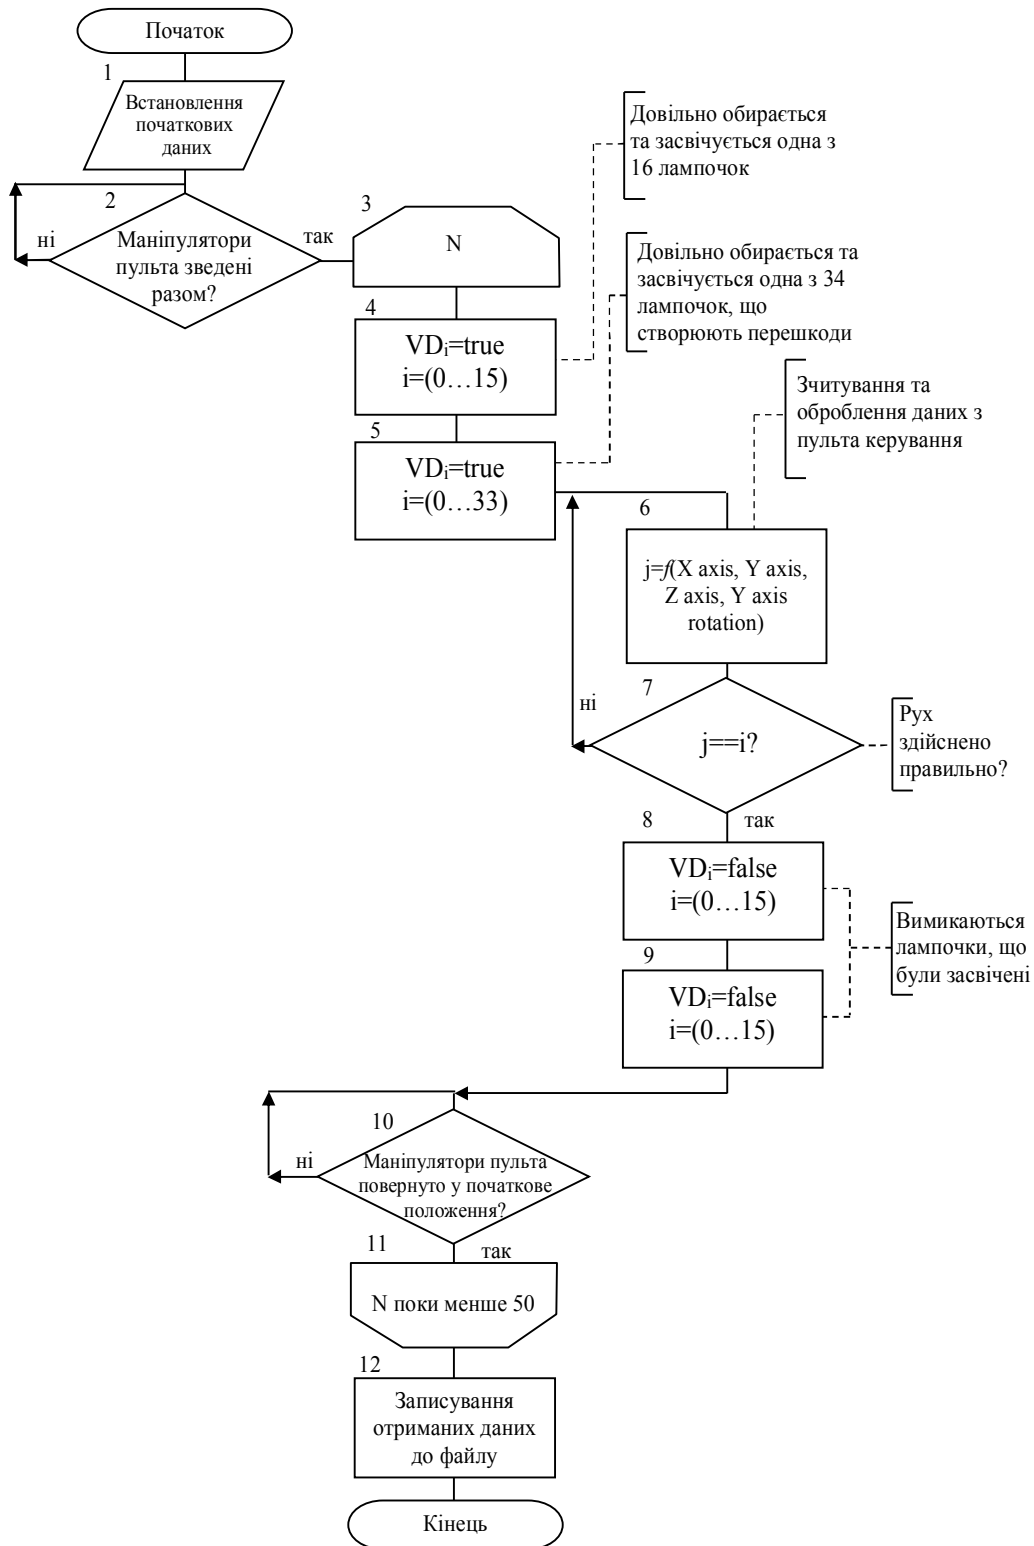 Початок
1
Встановлення
початкових
даних
2
Маніпулятори
пульта зведені
разом?
ні
так
3
N
Довільно обирається
та засвічується одна з
16 лампочок
4
VDi=true
i=(0…15)
Довільно обирається та
засвічується одна з 34
лампочок, що
створюють перешкоди
5
VDi=true
i=(0…33)
Зчитування та
оброблення даних з
пульта керування
6
j=f(X axis, Y axis,
Z axis, Y axis
rotation)
7
ні
j==i?
Рух
здійснено
правильно?
так
8
VDi=false
i=(0…15)
9
VDi=false
i=(0…15)
Вимикаються
лампочки, що
були засвічені
10
ні
Маніпулятори пульта
повернуто у початкове
положення?
11
так
N поки менше 50
12
Записування
отриманих даних
до файлу
Кінець